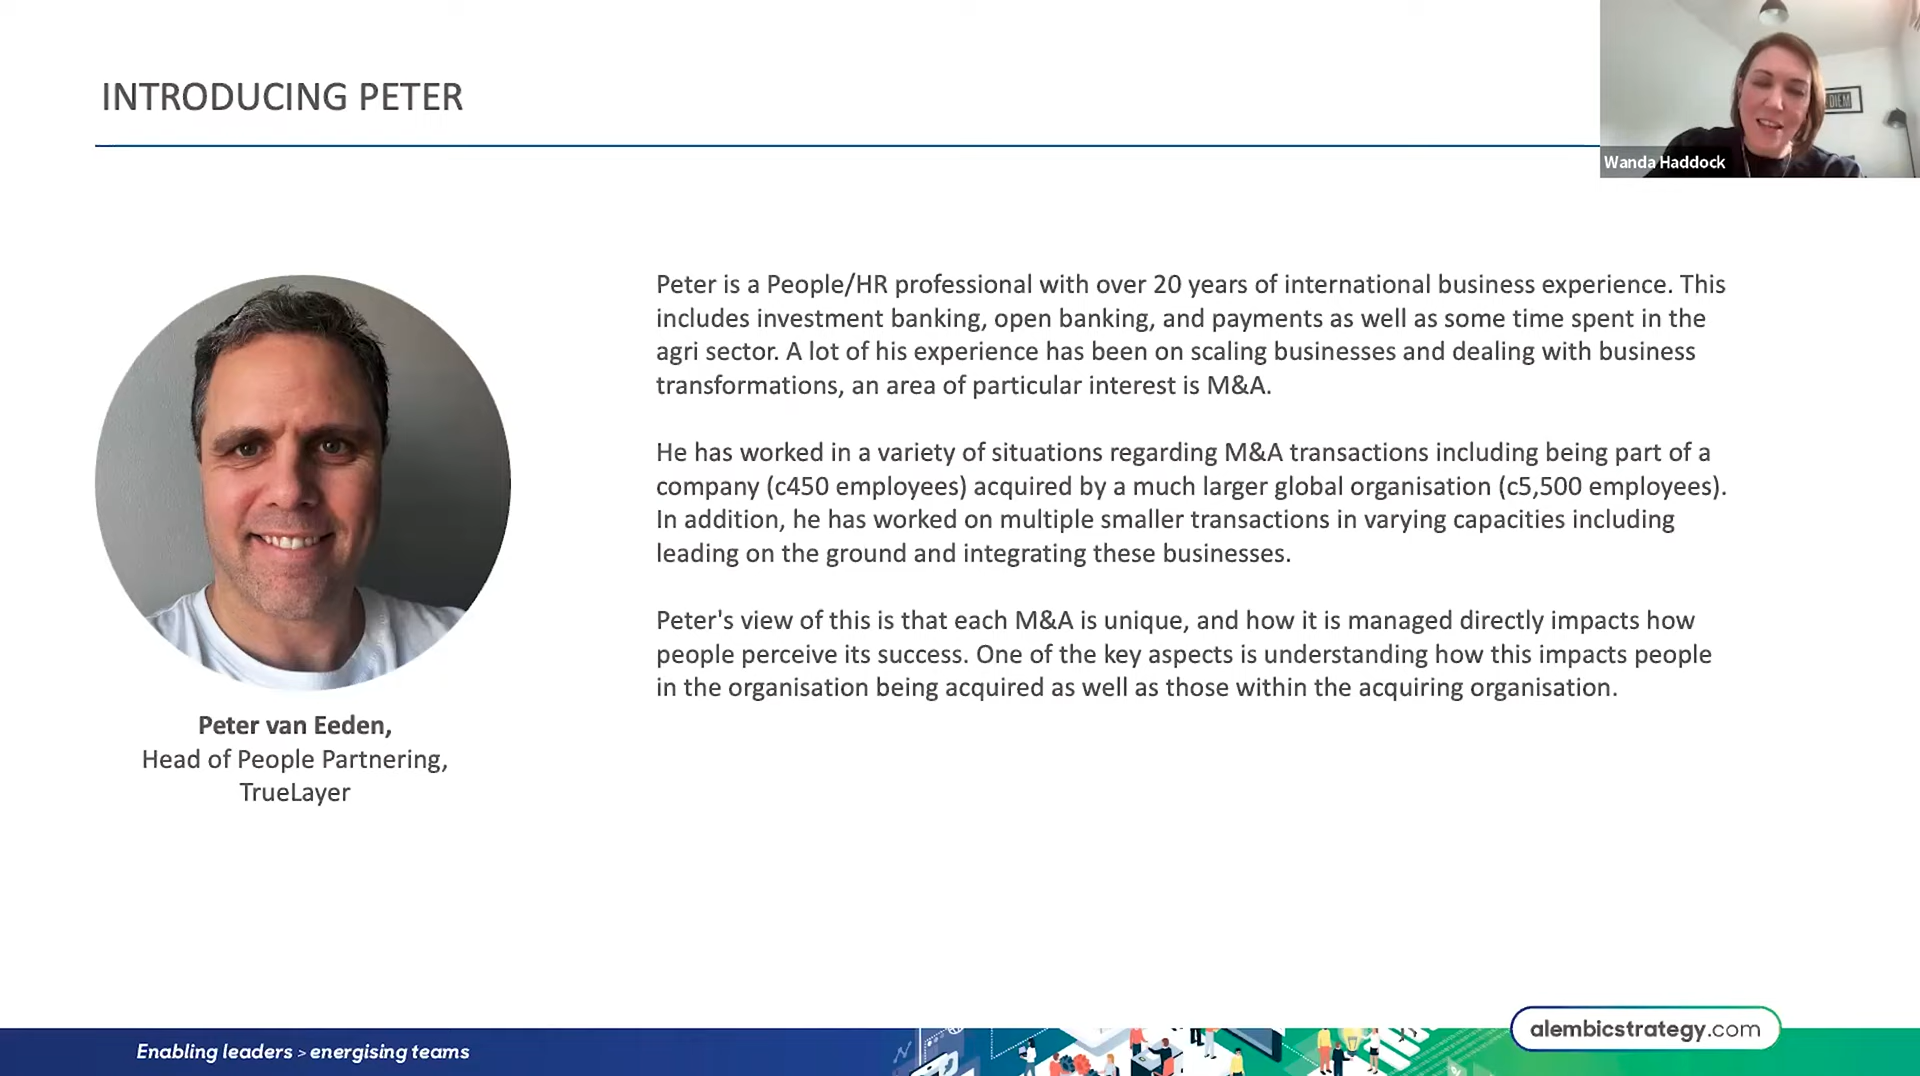 INTRODUCING PETER
DIEM
Wanda Haddock
Peter is a People/HR professional with over 20 years of international business experience. This
includes investment banking, open banking, and payments as well as some time spent in the
agri sector. A lot of his experience has been on scaling businesses and dealing with business
transformations, an area of particular interest is M&A.
He has worked in a variety of situations regarding M&A transactions including being part of a
company (c450 employees) acquired by a much larger global organisation (c5,500 employees).
In addition, he has worked on multiple smaller transactions in varying capacities including
leading on the ground and integrating these businesses.
Peter's view of this is that each M&A is unique, and how it is managed directly impacts how
people perceive its success. One of the key aspects is understanding how this impacts people
in the organisation being acquired as well as those within the acquiring organisation.
Peter van Eeden,
Head of People Partnering,
TrueLayer
Enabling leaders > energising teams
alembicstrategy.com